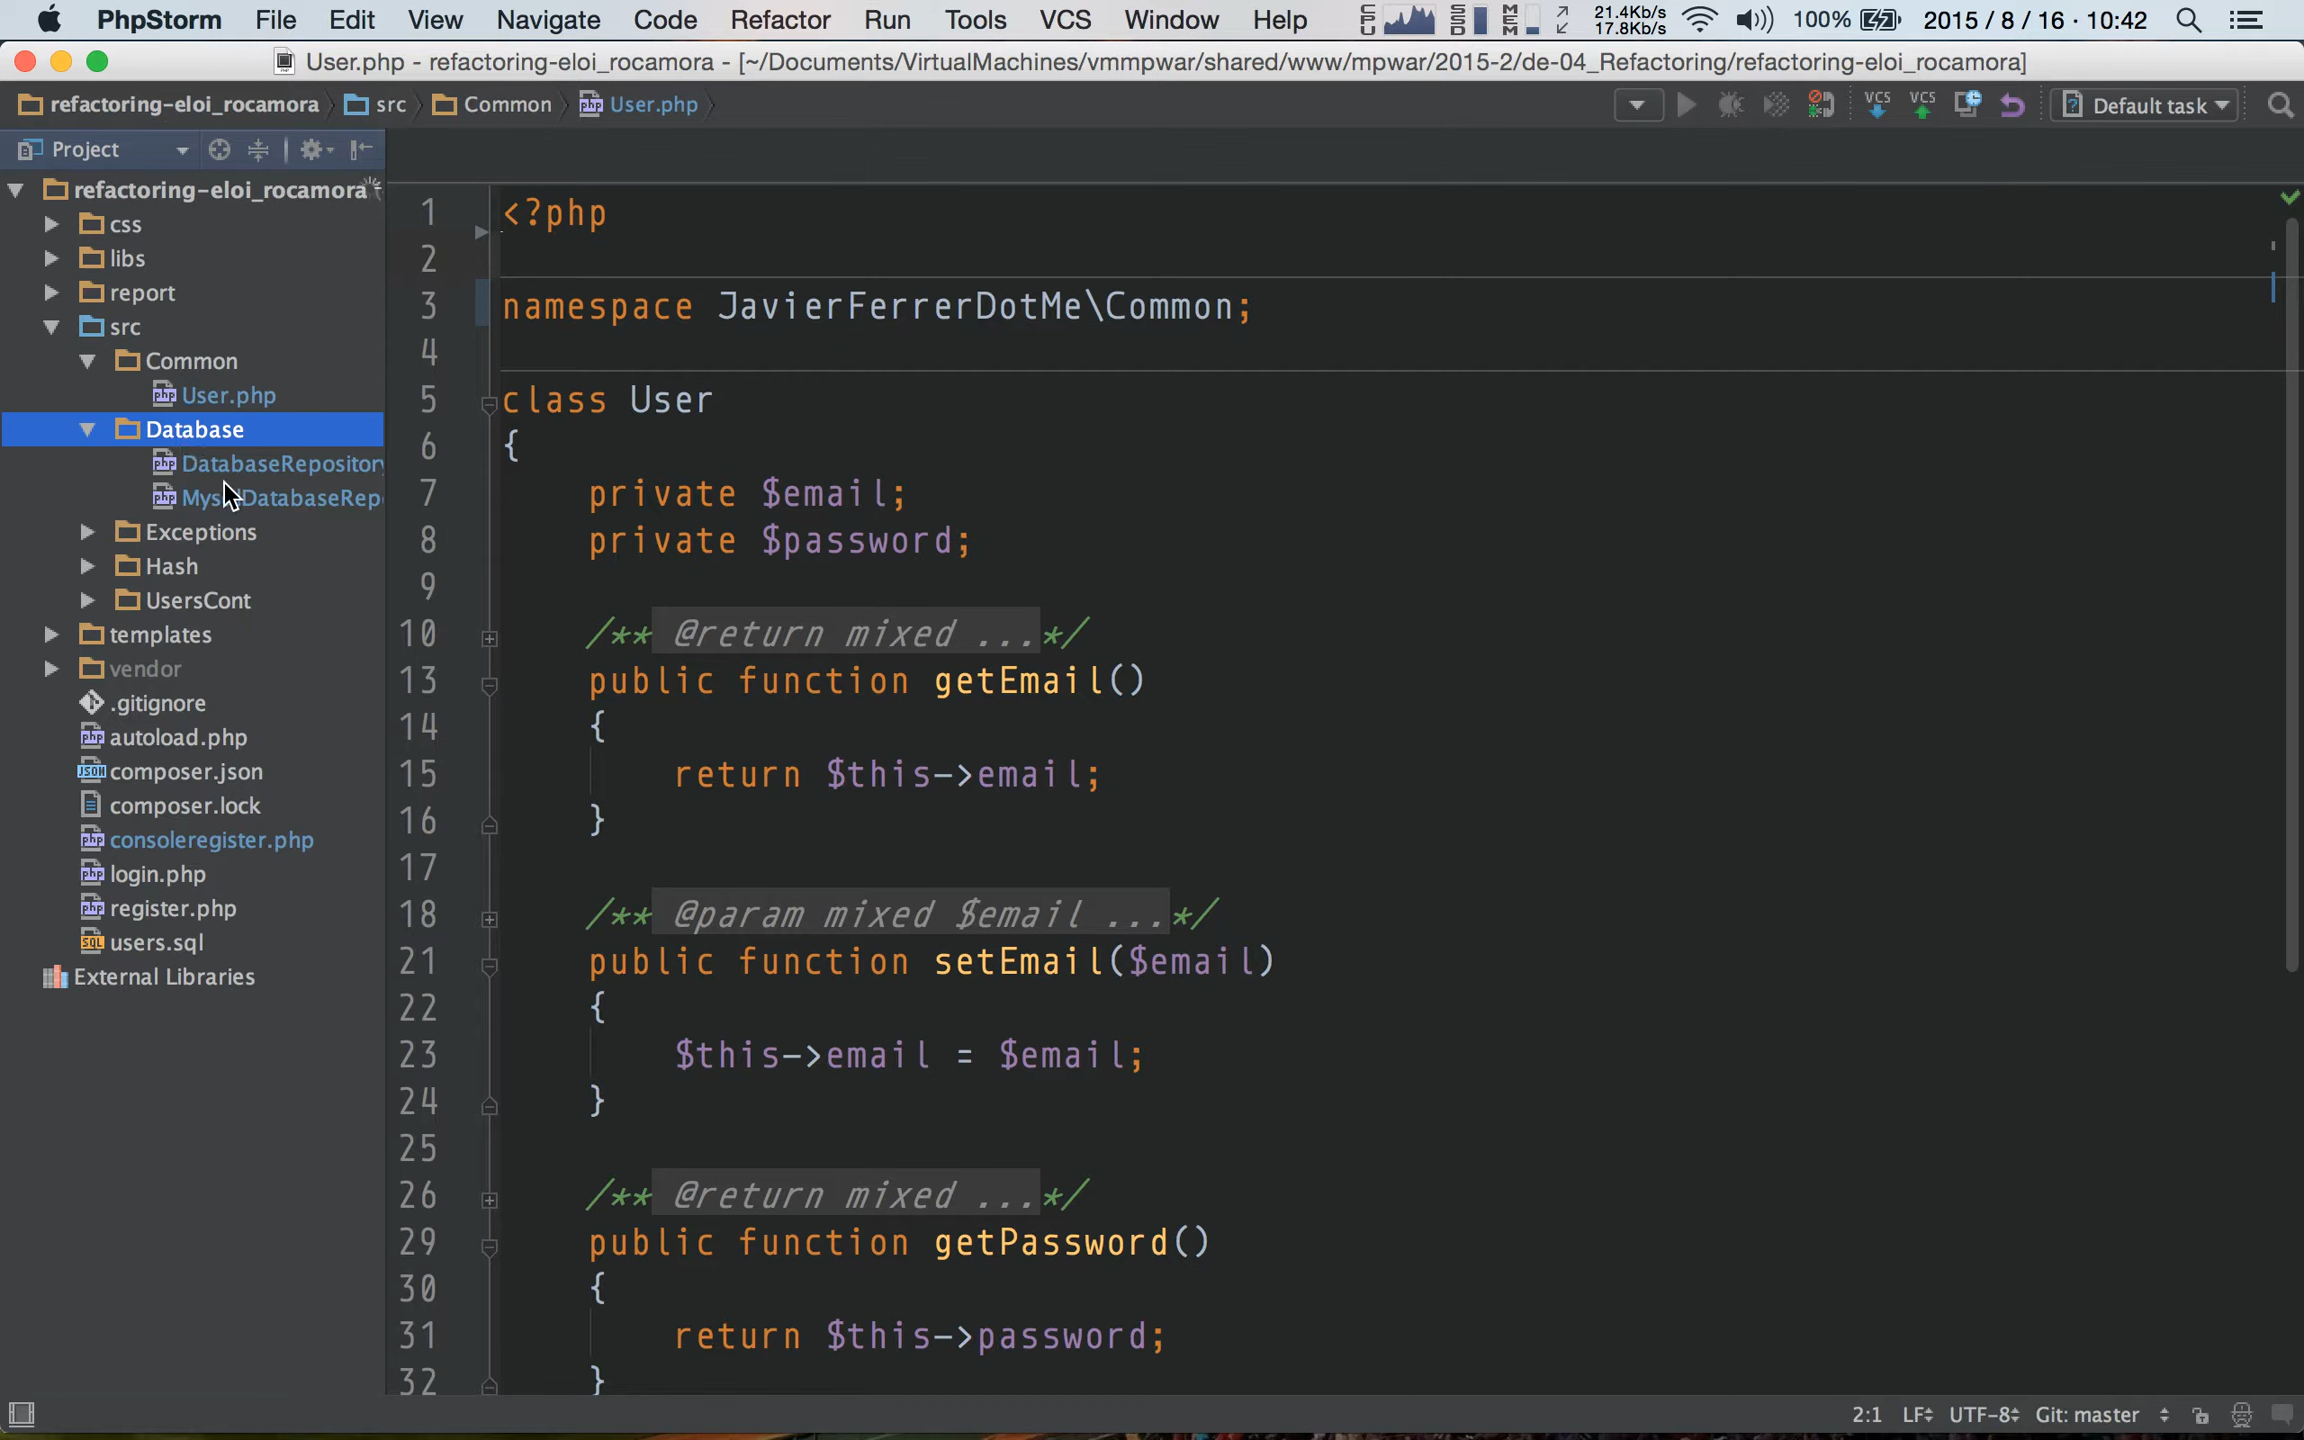 PhpStorm File Edit View Navigate Code Refactor Run Tools VCS Window Help CPU SSD MEM 21.4Kb/s 17.8Kb/s 100% 2015 / 8 / 16 · 10:42
User.php - refactoring-eloi_rocamora - [~/Documents/VirtualMachines/vmmpwar/shared/www/mpwar/2015-2/de-04_Refactoring/refactoring-eloi_rocamora]
refactoring-eloi_rocamora src Common User.php VCS VCS Default task
Project
refactoring-eloi_rocamora
css
libs
report
src
Common
User.php
Database
DatabaseRepository
DatabaseRep
Exceptions
Hash
UsersCont
templates
vendor
.gitignore
autoload.php
composer.json
composer.lock
consoleregister.php
login.php
register.php
users.sql
External Libraries
1 <?php
2
3 namespace JavierFerrerDotMe\Common;
4
5 class User
6 {
7 private $email;
8 private $password;
9
10 /** @return mixed ...*/
13 public function getEmail()
14 {
15 return $this->email;
16 }
17
18 /** @param mixed $email ...*/
21 public function setEmail($email)
22 {
23 $this->email = $email;
24 }
25
26 /** @return mixed ...*/
29 public function getPassword()
30 {
31 return $this->password;
32 }
2:1 LF UTF-8 Git: master